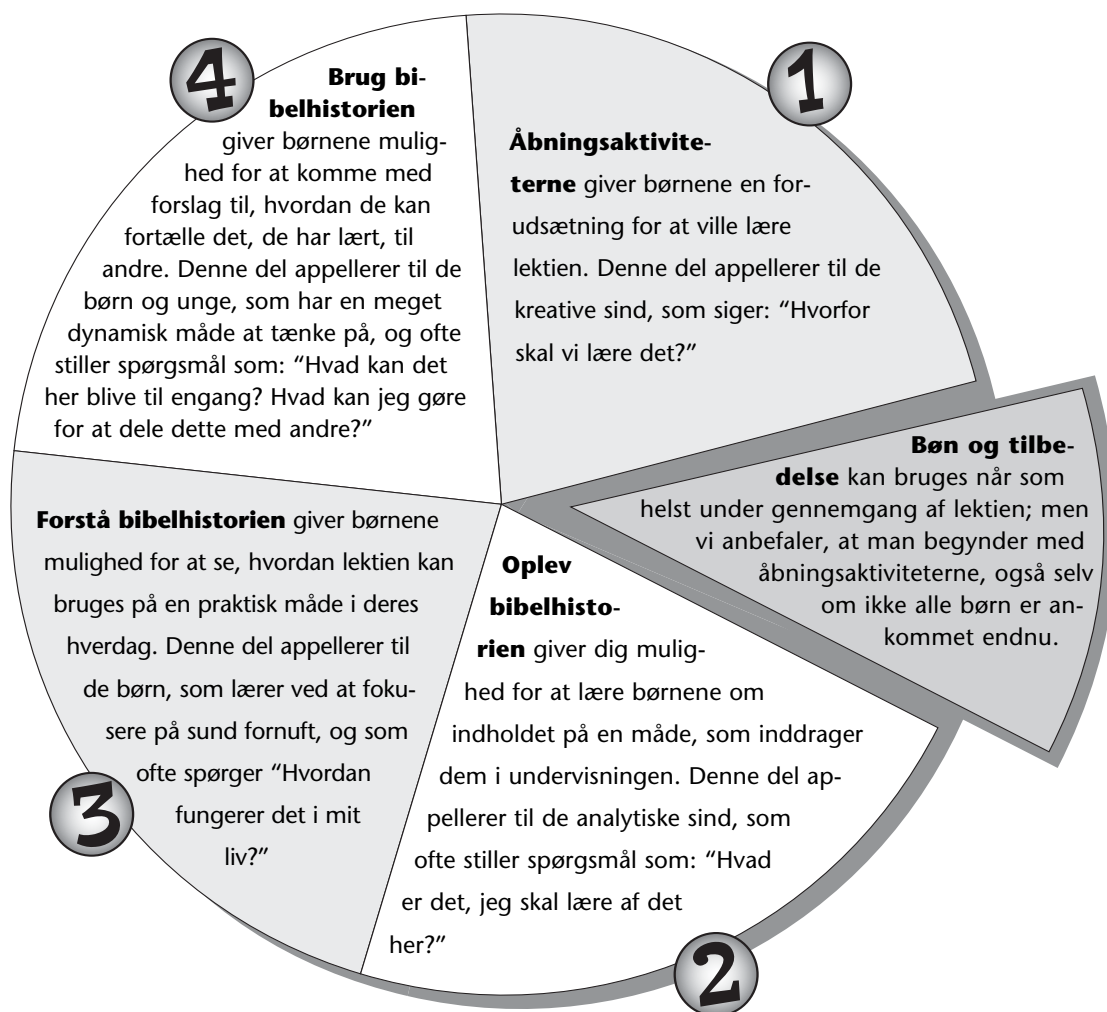 1
Åbningsaktivite-
terne giver børnene en for-
udsætning for at ville lære
lektien. Denne del appellerer til de
kreative sind, som siger: “Hvorfor
skal vi lære det?”
Bøn og tilbe-
delse kan bruges når som
helst under gennemgang af lektien; men
vi anbefaler, at man begynder med
åbningsaktiviteterne, også selv
om ikke alle børn er an-
kommet endnu.
2
Oplev
bibelhisto-
rien giver dig mulig-
hed for at lære børnene om
indholdet på en måde, som inddrager
dem i undervisningen. Denne del ap-
pellerer til de analytiske sind, som
ofte stiller spørgsmål som: “Hvad
er det, jeg skal lære af det
her?”
3
Forstå bibelhistorien giver børnene
mulighed for at se, hvordan lektien kan
bruges på en praktisk måde i deres
hverdag. Denne del appellerer til
de børn, som lærer ved at foku-
sere på sund fornuft, og som
ofte spørger “Hvordan
fungerer det i mit
liv?”
4
Brug bi-
belhistorien
giver børnene mulig-
hed for at komme med
forslag til, hvordan de kan
fortælle det, de har lært, til
andre. Denne del appellerer til de
børn og unge, som har en meget
dynamisk måde at tænke på, og ofte
stiller spørgsmål som: “Hvad kan det
her blive til engang? Hvad kan jeg gøre
for at dele dette med andre?”